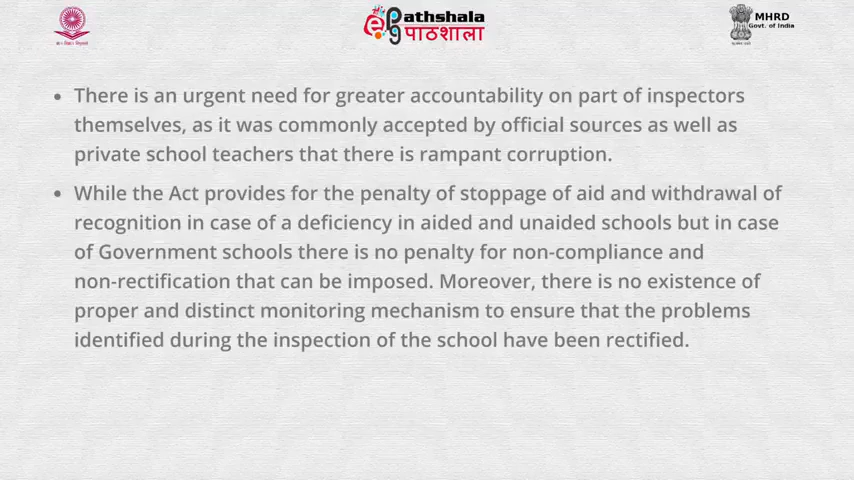 ePathshala
पाठशाला
MHRD
Govt. of India
• There is an urgent need for greater accountability on part of inspectors
themselves, as it was commonly accepted by official sources as well as
private school teachers that there is rampant corruption.
• While the Act provides for the penalty of stoppage of aid and withdrawal of
recognition in case of a deficiency in aided and unaided schools but in case
of Government schools there is no penalty for non-compliance and
non-rectification that can be imposed. Moreover, there is no existence of
proper and distinct monitoring mechanism to ensure that the problems
identified during the inspection of the school have been rectified.